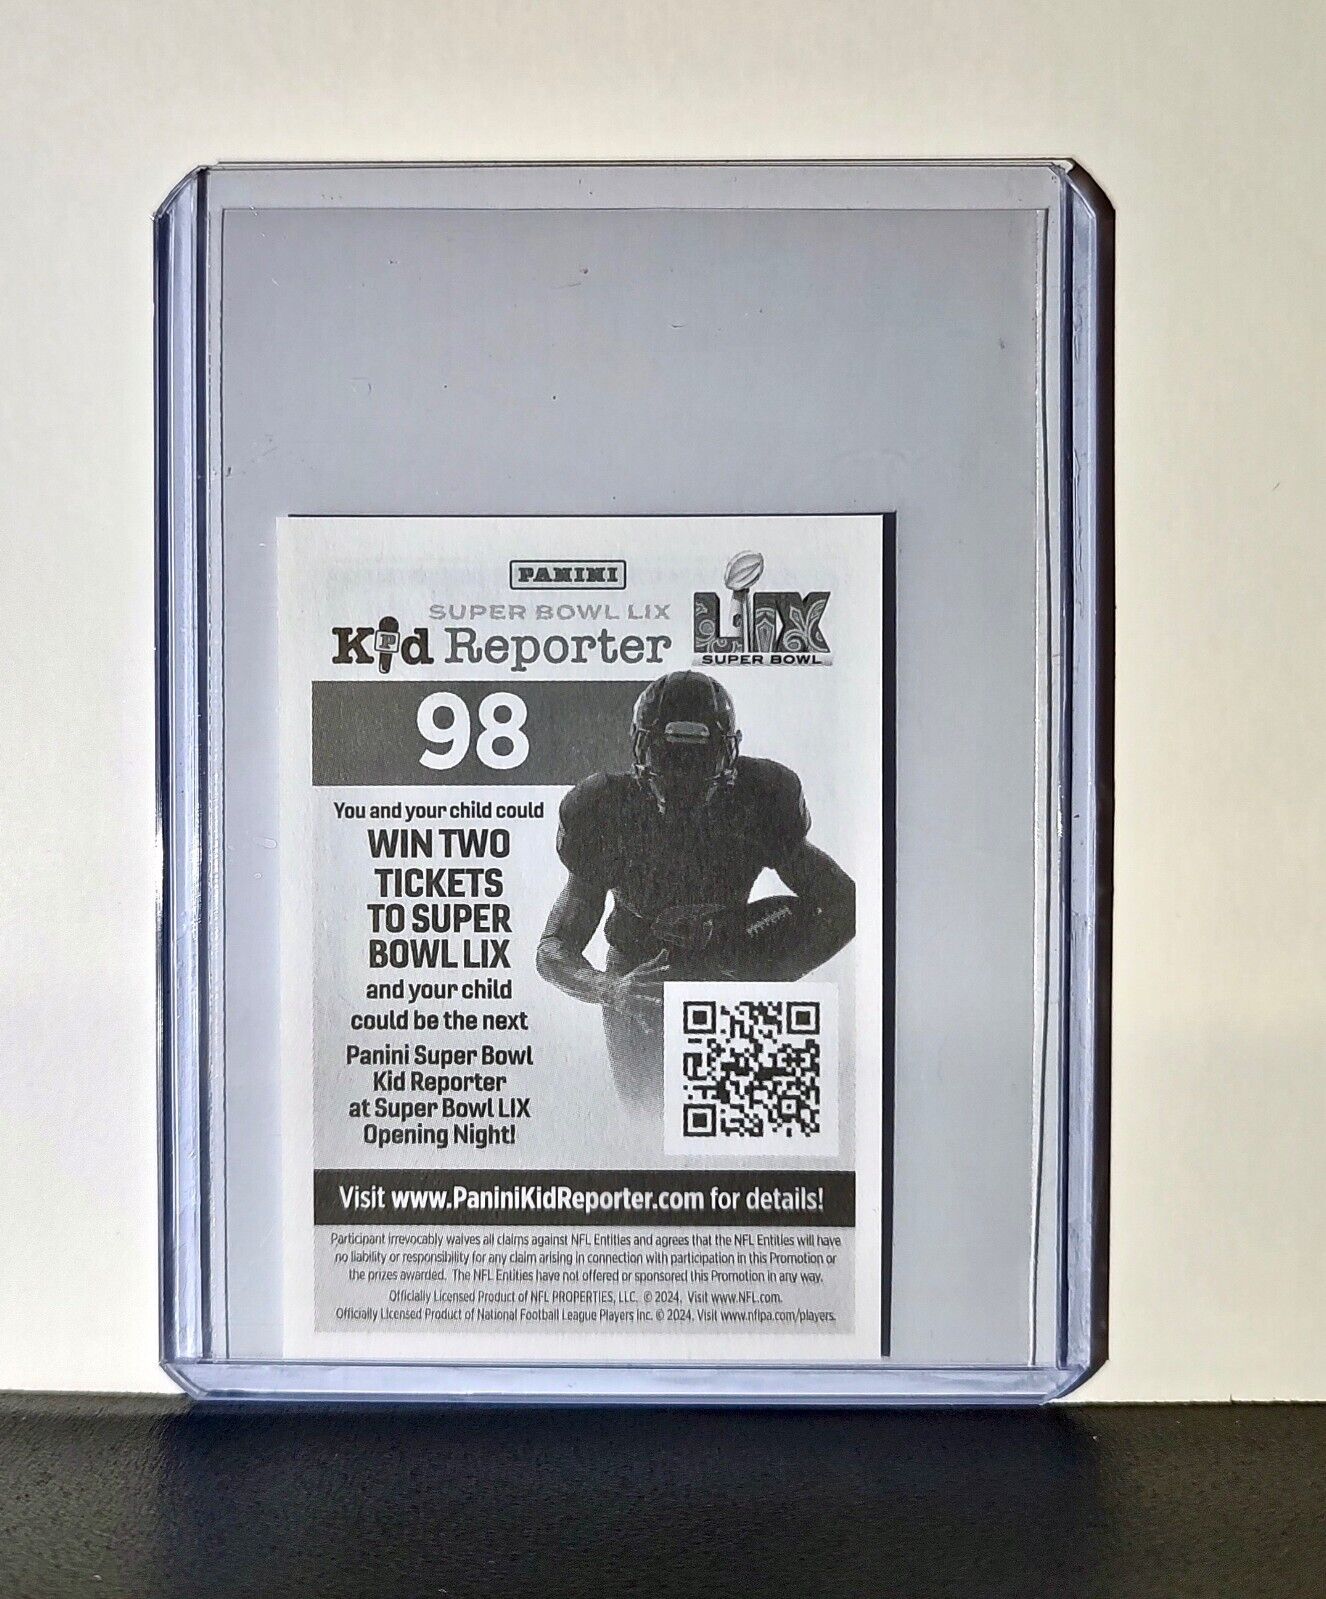 PANINI
SUPER BOWL LIX
Kid Reporter
LIX
SUPER BOWL
98
You and your child could
WIN TWO
TICKETS
TO SUPER
BOWL LIX
and your child
could be the next
Panini Super Bowl
Kid Reporter
at Super Bowl LIX
Opening Night!
Visit www.PaniniKidReporter.com for details!
Participant irrevocably waives all claims against NFL Entities and agrees that the NFL Entities will have
no liability or responsibility for any claim arising in connection with participation in this Promotion or
the prizes awarded. The NFL Entities have not offered or sponsored this Promotion in any way.
Officially Licensed Product of NFL PROPERTIES, LLC. © 2024. Visit www.NFL.com.
Officially Licensed Product of National Football League Players Inc. © 2024. Visit www.nflpa.com/players.